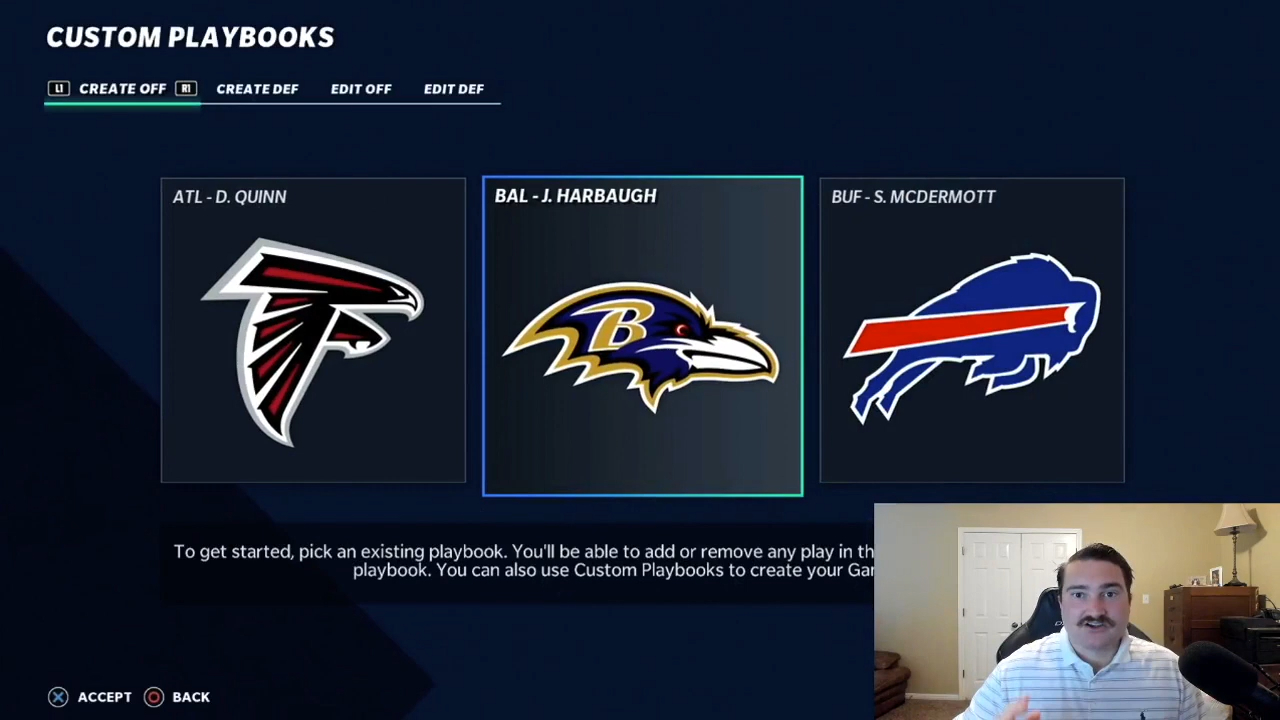 CUSTOM PLAYBOOKS
L1 CREATE OFF R1 CREATE DEF EDIT OFF EDIT DEF
ATL - D. QUINN
BAL - J. HARBAUGH
BUF - S. MCDERMOTT
B
To get started, pick an existing playbook. You'll be able to add or remove any play in th
playbook. You can also use Custom Playbooks to create your Gar
ACCEPT BACK